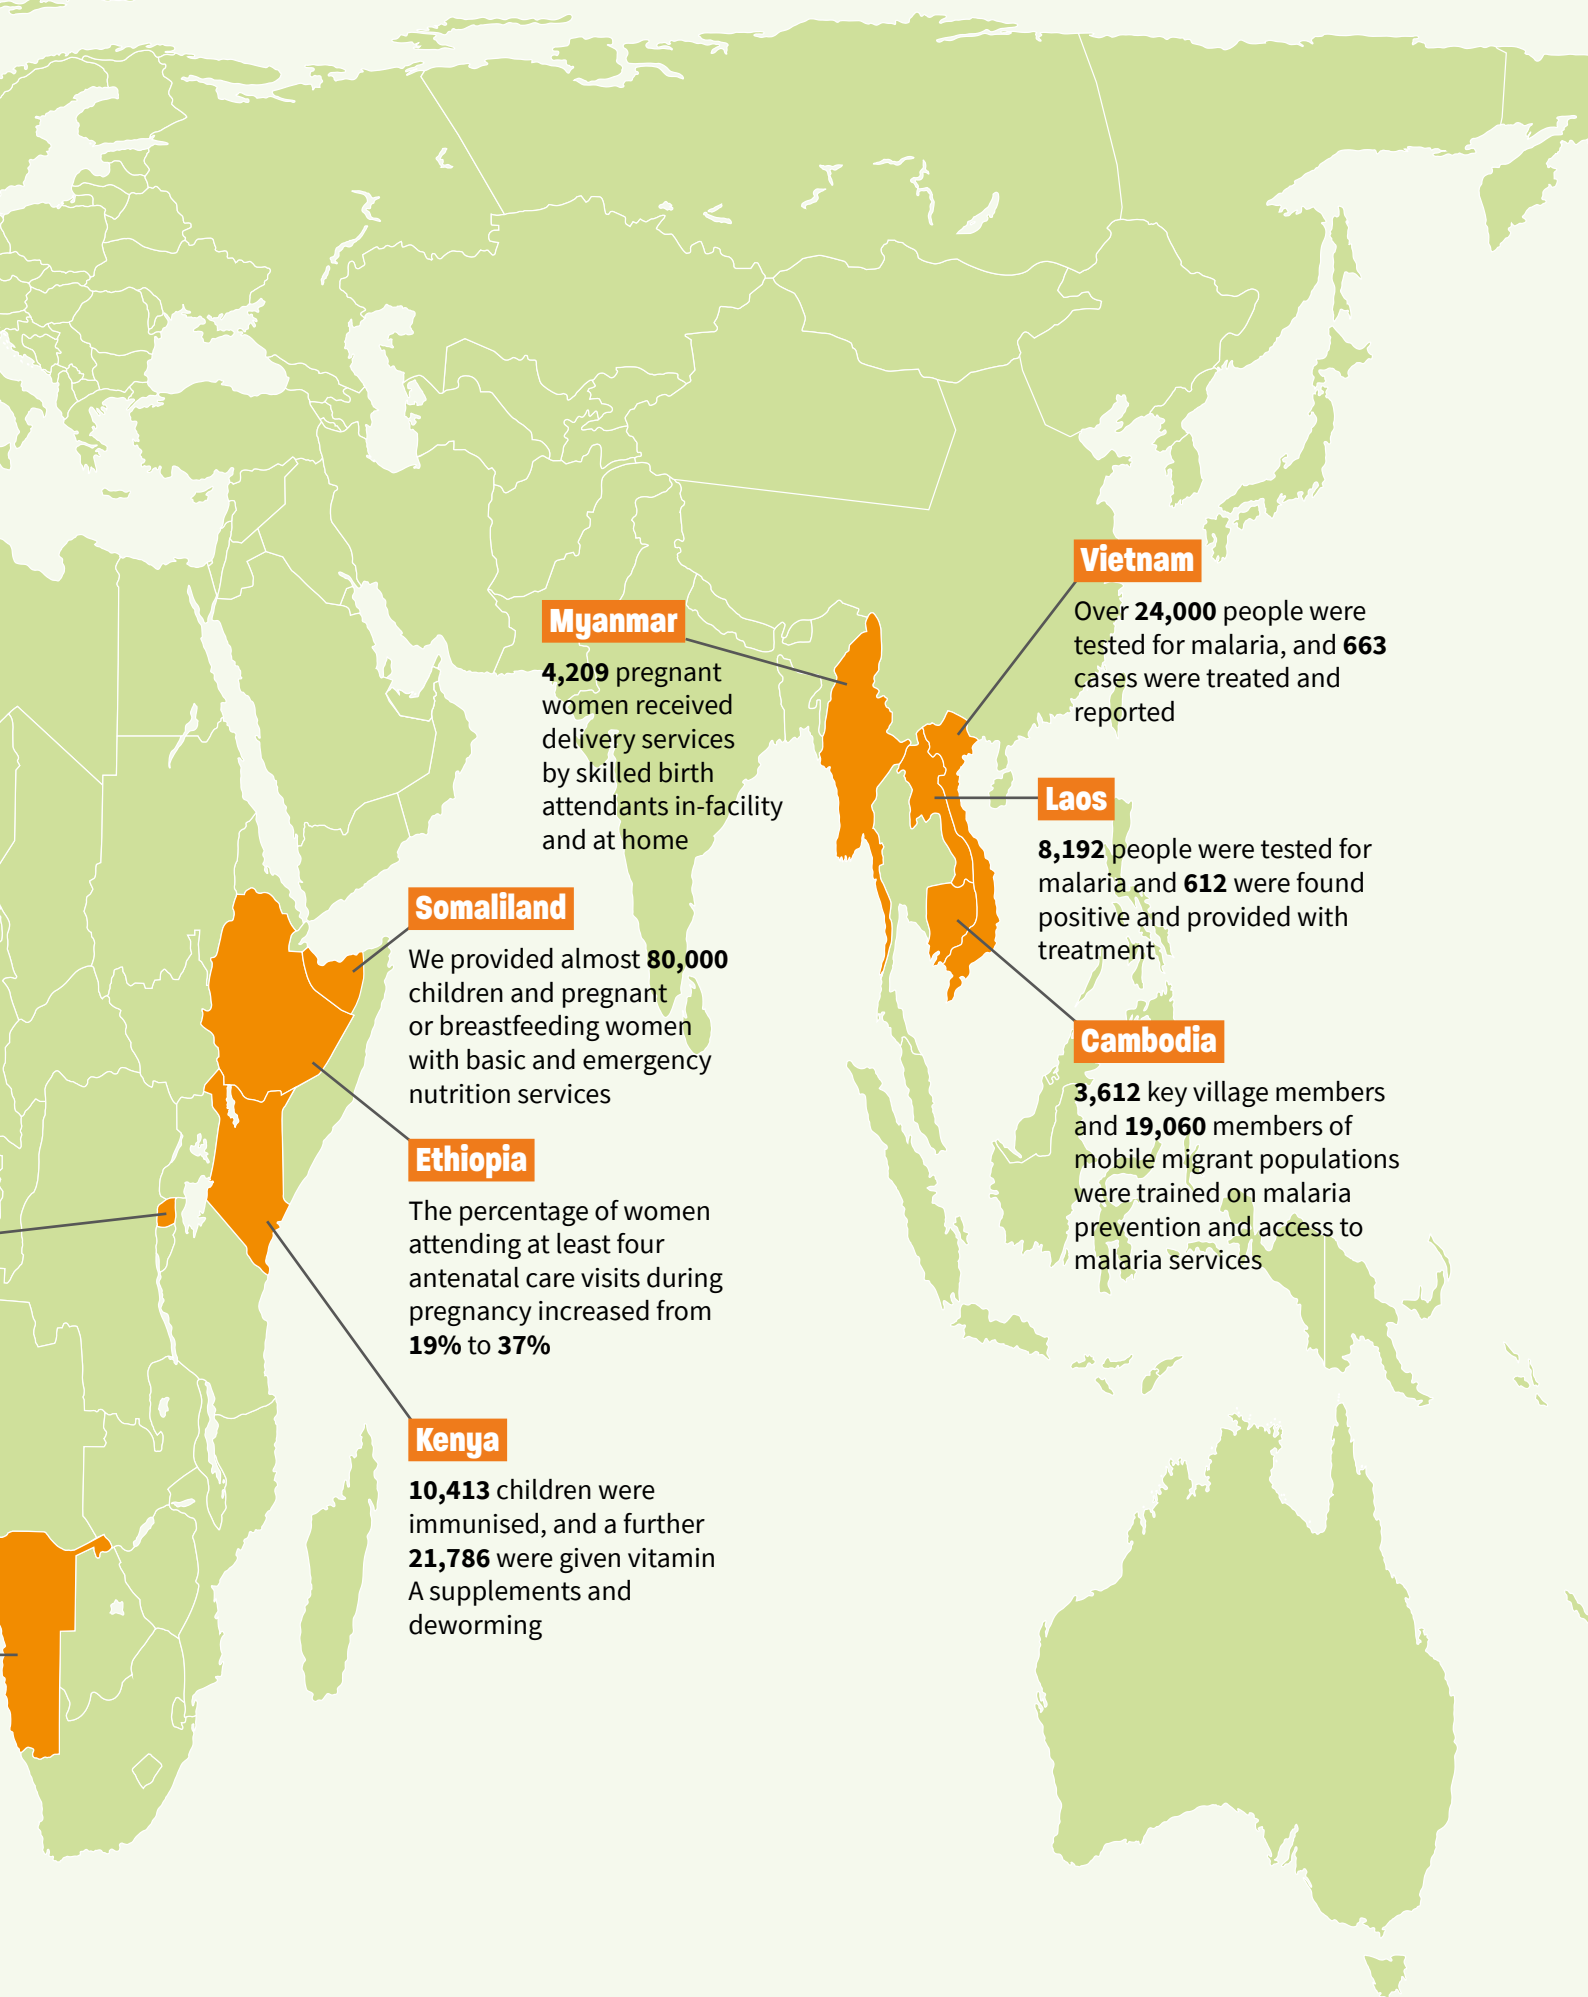 Vietnam
Over 24,000 people were
tested for malaria, and 663
cases were treated and
reported
Myanmar
4,209 pregnant
women received
delivery services
by skilled birth
attendants in-facility
and at home
Laos
8,192 people were tested for
malaria and 612 were found
positive and provided with
treatment
Somaliland
We provided almost 80,000
children and pregnant
or breastfeeding women
with basic and emergency
nutrition services
Cambodia
3,612 key village members
and 19,060 members of
mobile migrant populations
were trained on malaria
prevention and access to
malaria services
Ethiopia
The percentage of women
attending at least four
antenatal care visits during
pregnancy increased from
19% to 37%
Kenya
10,413 children were
immunised, and a further
21,786 were given vitamin
A supplements and
deworming